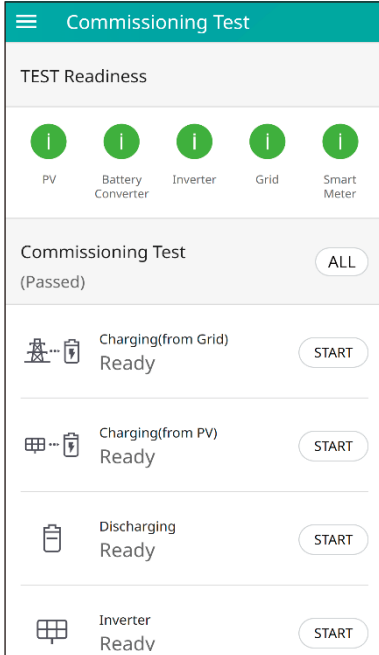 Commissioning Test
TEST Readiness
i i i i i
PV Battery Converter Inverter Grid Smart Meter
Commissioning Test
(Passed)
ALL
Charging(from Grid)
Ready
START
Charging(from PV)
Ready
START
Discharging
Ready
START
Inverter
Ready
START